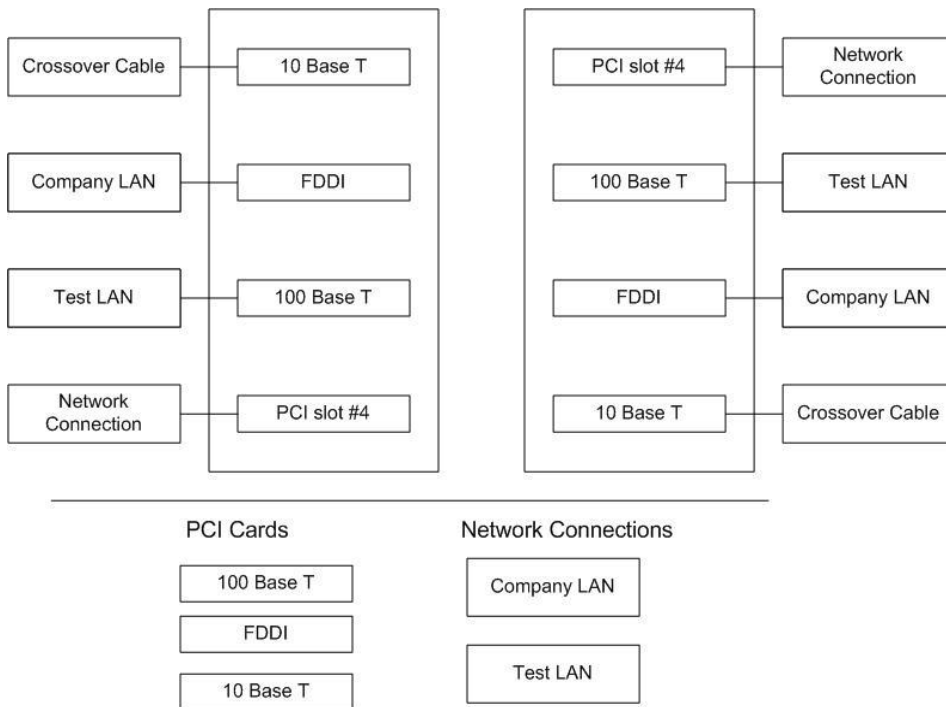 Crossover Cable
10 Base T
PCI slot #4
Network
Connection
Company LAN
FDDI
100 Base T
Test LAN
Test LAN
100 Base T
FDDI
Company LAN
Network
Connection
PCI slot #4
10 Base T
Crossover Cable
PCI Cards
Network Connections
100 Base T
Company LAN
FDDI
Test LAN
10 Base T